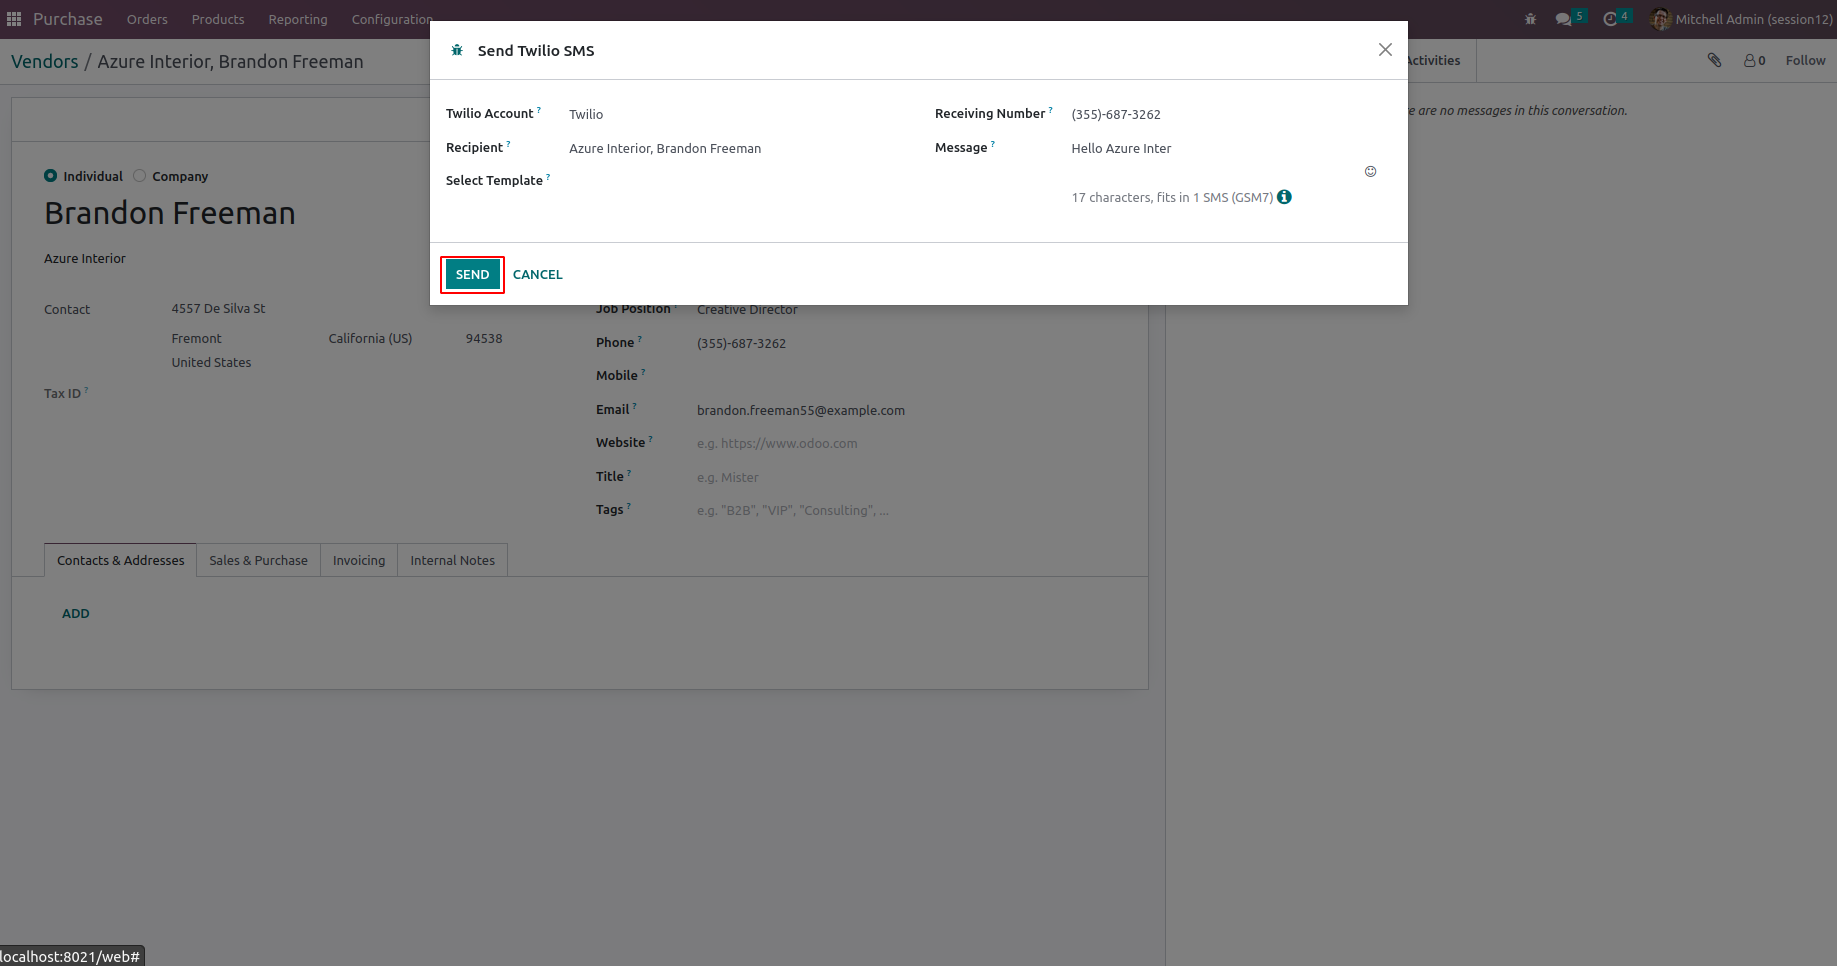 Purchase Orders Products Reporting Configuration 5 4 Mitchell Admin (session12)
Vendors / Azure Interior, Brandon Freeman
Activities 0 Follow
Send Twilio SMS
Twilio Account ? Twilio
Receiving Number ? (355)-687-3262
Recipient ? Azure Interior, Brandon Freeman
Message ? Hello Azure Inter
Select Template ?
17 characters, fits in 1 SMS (GSM7)
SEND CANCEL
re are no messages in this conversation.
Individual Company
Brandon Freeman
Azure Interior
Contact 4557 De Silva St
Fremont California (US) 94538
United States
Tax ID ?
Job Position Creative Director
Phone ? (355)-687-3262
Mobile ?
Email ? brandon.freeman55@example.com
Website ? e.g. https://www.odoo.com
Title ? e.g. Mister
Tags ? e.g. "B2B", "VIP", "Consulting", ...
Contacts & Addresses Sales & Purchase Invoicing Internal Notes
ADD
localhost:8021/web#